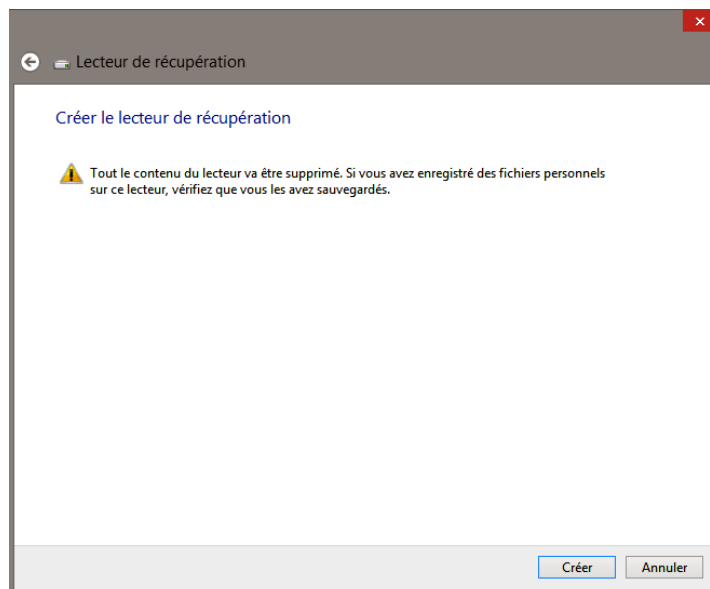 Lecteur de récupération
Créer le lecteur de récupération
Tout le contenu du lecteur va être supprimé. Si vous avez enregistré des fichiers personnels
sur ce lecteur, vérifiez que vous les avez sauvegardés.
Créer
Annuler